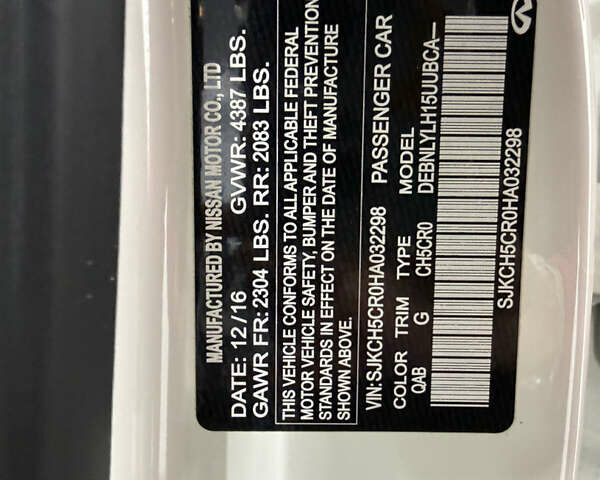 MANUFACTURED BY NISSAN MOTOR CO., LTD
DATE: 12/16 GVWR: 4387 LBS.
GAWR FR: 2304 LBS. RR: 2083 LBS.
THIS VEHICLE CONFORMS TO ALL APPLICABLE FEDERAL
MOTOR VEHICLE SAFETY, BUMPER AND THEFT PREVENTION
STANDARDS IN EFFECT ON THE DATE OF MANUFACTURE
SHOWN ABOVE.
VIN:SJKCH5CR0HA032298 PASSENGER CAR
COLOR TRIM TYPE MODEL
QAB G CH5CR0 DEBNLYLH15UUBCA—
SJKCH5CR0HA032298